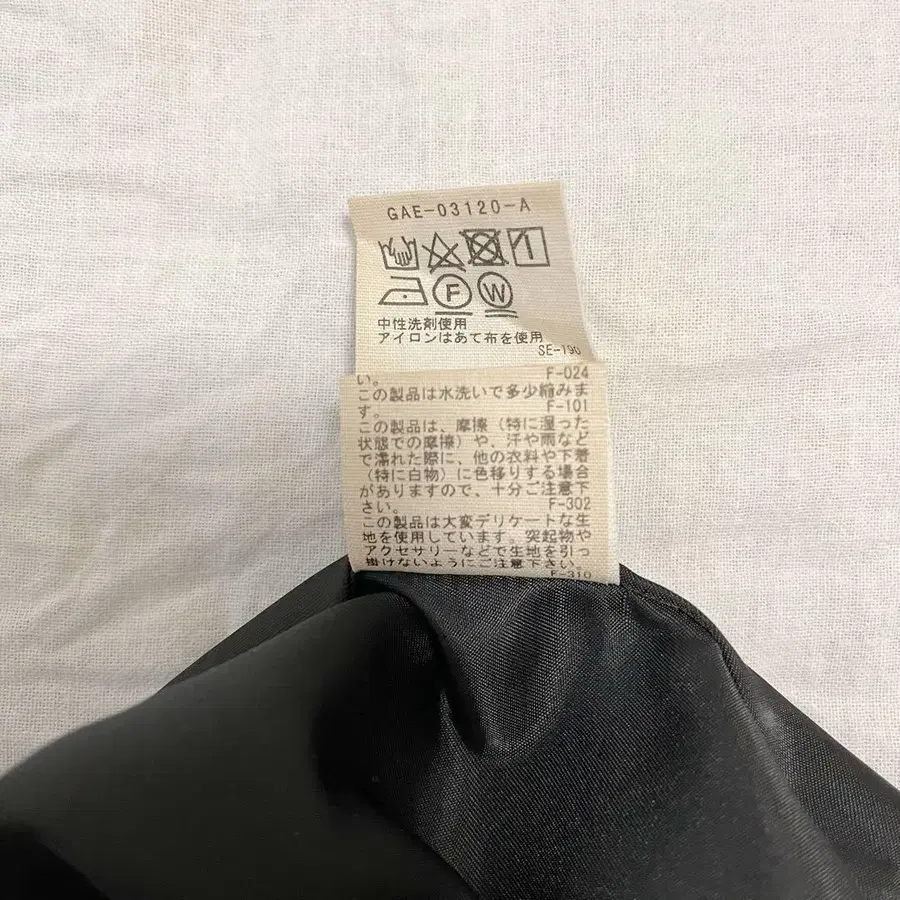 GAE-03120-A
F W
中性洗剤使用
アイロンはあて布を使用
SE-190
い。
F-024
この製品は水洗いで多少縮みま
す。
F-101
この製品は、摩擦（特に湿った
状態での摩擦）や、汗や雨など
で濡れた際に、他の衣料や下着
（特に白物）に色移りする場合
がありますので、十分ご注意下
さい。
F-302
この製品は大変デリケートな生
地を使用しています。突起物や
アクセサリーなどで生地を引っ
掛けないようにご注意下さい。
F-310